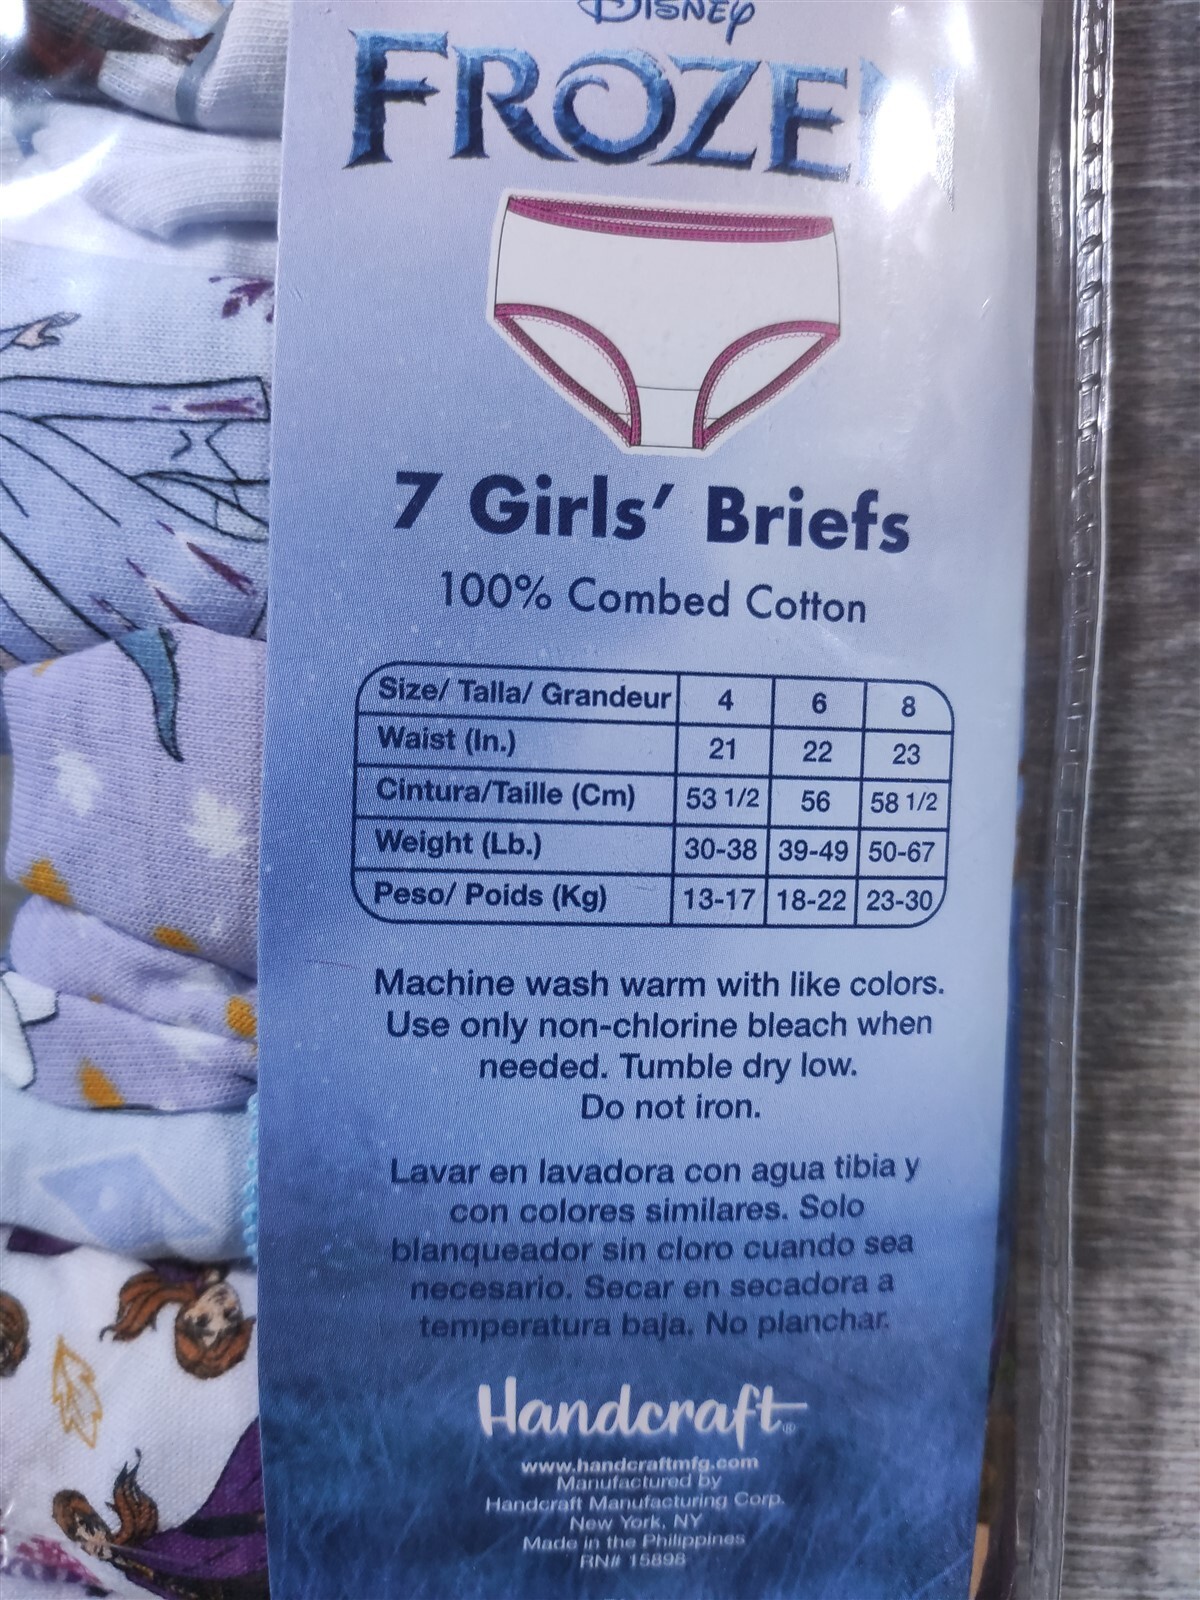 DISNEY
FROZEN
7 Girls' Briefs
100% Combed Cotton
Size/ Talla/ Grandeur 4 6 8
Waist (In.) 21 22 23
Cintura/Taille (Cm) 53 1/2 56 58 1/2
Weight (Lb.) 30-38 39-49 50-67
Peso/ Poids (Kg) 13-17 18-22 23-30
Machine wash warm with like colors.
Use only non-chlorine bleach when
needed. Tumble dry low.
Do not iron.
Lavar en lavadora con agua tibia y
con colores similares. Solo
blanqueador sin cloro cuando sea
necesario. Secar en secadora a
temperatura baja. No planchar.
Handcraft®
www.handcraftmfg.com
Manufactured by
Handcraft Manufacturing Corp.
New York, NY
Made in the Philippines
RN# 15898